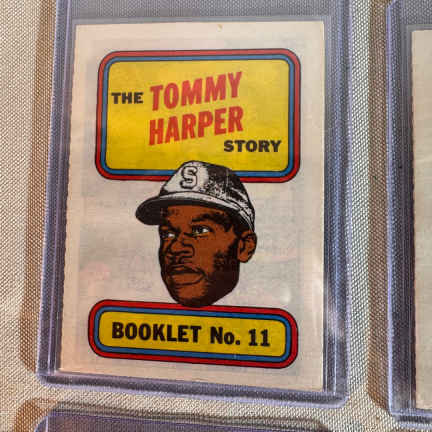 THE TOMMY
HARPER
STORY
S
BOOKLET No. 11